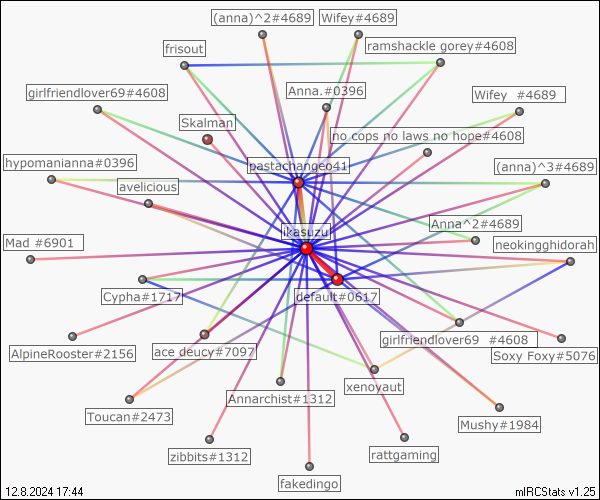 (anna)^2#4689
Wifey#4689
frisout
ramshackle gorey#4608
girlfriendlover69#4608
Anna.#0396
Wifey  #4689
Skalman
no cops no laws no hope#4608
hypomanianna#0396
pastachange041
(anna)^3#4689
avelicious
Anna^2#4689
Mad #6901
ikasuzu
neokingghidorah
Cypha#1717
default#0617
AlpineRooster#2156
ace deucy#7097
girlfriendlover69  #4608
Soxy Foxy#5076
xenoyaut
Annarchist#1312
Toucan#2473
Mushy#1984
zibbits#1312
rattgaming
fakedingo
12.8.2024 17:44
mIRCStats v1.25